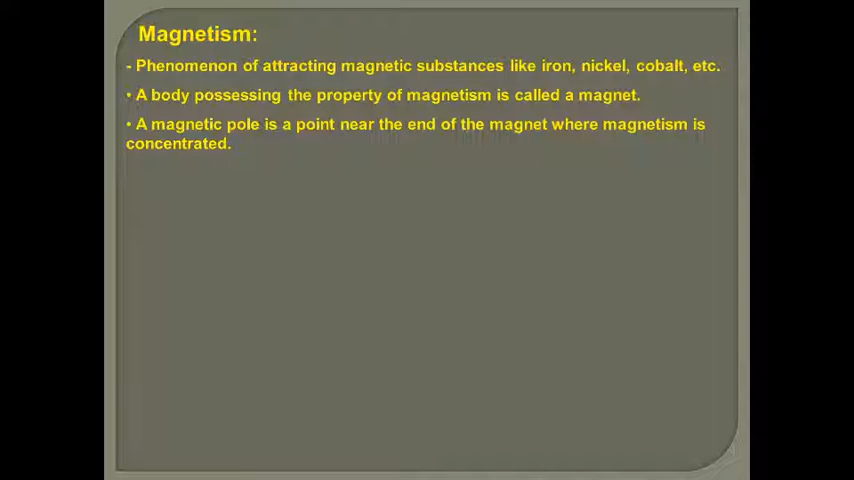 Magnetism:
- Phenomenon of attracting magnetic substances like iron, nickel, cobalt, etc.
• A body possessing the property of magnetism is called a magnet.
• A magnetic pole is a point near the end of the magnet where magnetism is
concentrated.